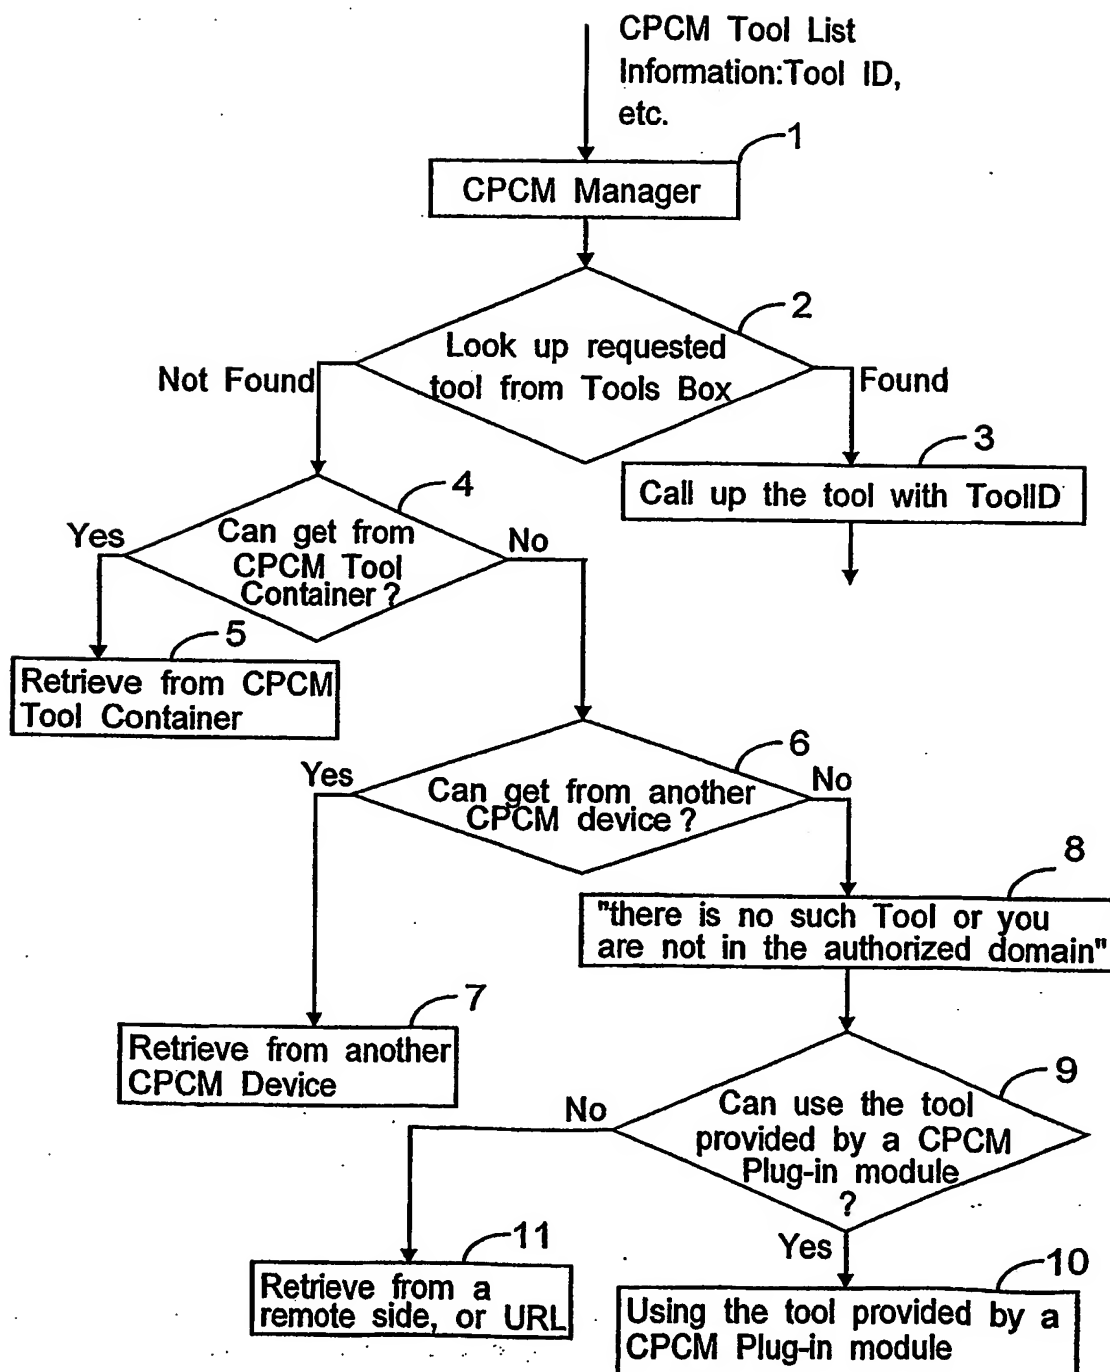 CPCM Tool List
Information:Tool ID,
etc.
1
CPCM Manager
2
Look up requested
tool from Tools Box
Not Found
Found
3
Call up the tool with ToolID
4
Can get from
CPCM Tool
Container?
Yes
No
5
Retrieve from CPCM
Tool Container
6
Can get from another
CPCM device?
Yes
No
7
Retrieve from another
CPCM Device
8
"there is no such Tool or you
are not in the authorized domain"
9
Can use the tool
provided by a CPCM
Plug-in module
?
No
Yes
11
Retrieve from a
remote side, or URL
10
Using the tool provided by a
CPCM Plug-in module